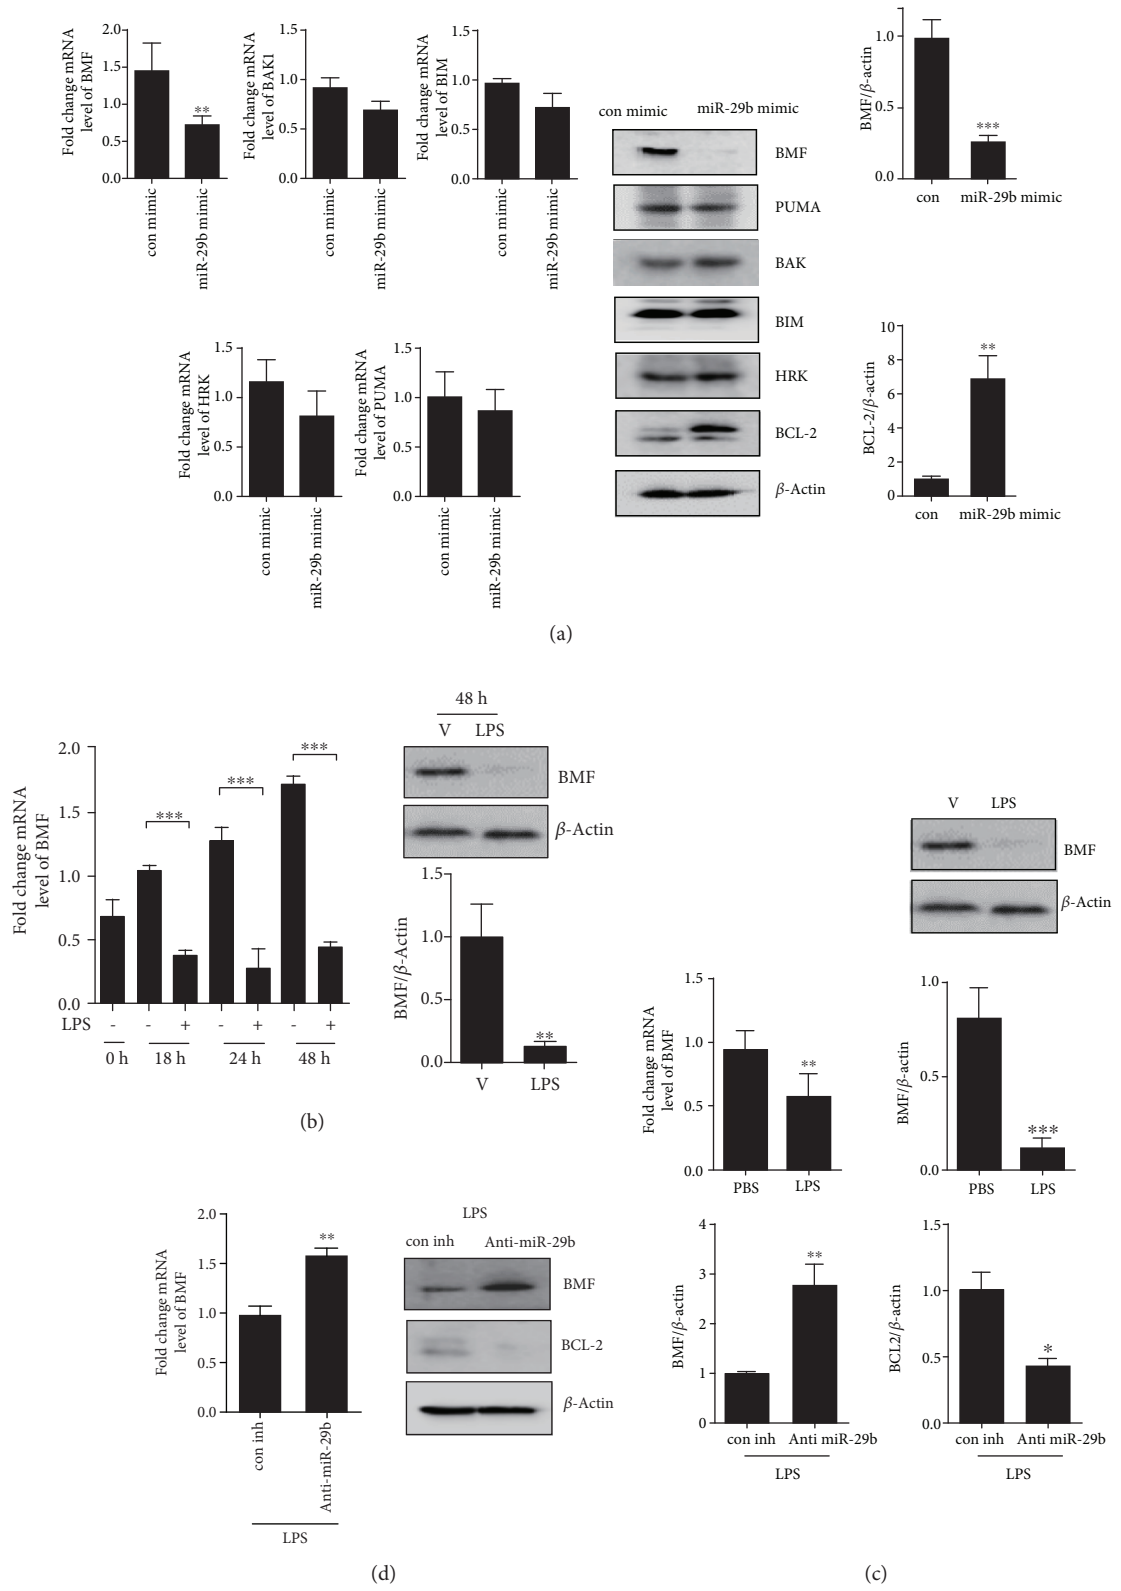 Fold change mRNA
level of BMF
2.0
1.5
1.0
0.5
0.0
**
con mimic
miR-29b mimic
Fold change mRNA
level of BAK1
1.5
1.0
0.5
0.0
con mimic
miR-29b mimic
Fold change mRNA
level of BIM
1.5
1.0
0.5
0.0
con mimic
miR-29b mimic
Fold change mRNA
level of HRK
1.5
1.0
0.5
0.0
con mimic
miR-29b mimic
Fold change mRNA
level of PUMA
1.5
1.0
0.5
0.0
con mimic
miR-29b mimic
con mimic miR-29b mimic
BMF
PUMA
BAK
BIM
HRK
BCL-2
β-Actin
BMF/β-actin
1.0
0.5
0.0
***
con miR-29b mimic
BCL-2/β-actin
10
8
6
4
2
0
**
con miR-29b mimic
(a)
Fold change mRNA
level of BMF
2.0
1.5
1.0
0.5
0.0
***
***
***
LPS - - + - + - +
0 h 18 h 24 h 48 h
48 h
V LPS
BMF
β-Actin
BMF/β-Actin
1.5
1.0
0.5
0.0
**
V LPS
(b)
V LPS
BMF
β-Actin
Fold change mRNA
level of BMF
1.5
1.0
0.5
0.0
**
PBS LPS
BMF/β-actin
1.0
0.5
0.0
***
PBS LPS
BMF/β-actin
4
3
2
1
0
**
con inh Anti miR-29b
LPS
BCL2/β-actin
1.5
1.0
0.5
0.0
*
con inh Anti miR-29b
LPS
Fold change mRNA
level of BMF
2.0
1.5
1.0
0.5
0.0
**
con inh
Anti-miR-29b
LPS
LPS
con inh Anti-miR-29b
BMF
BCL-2
β-Actin
(d)
(c)